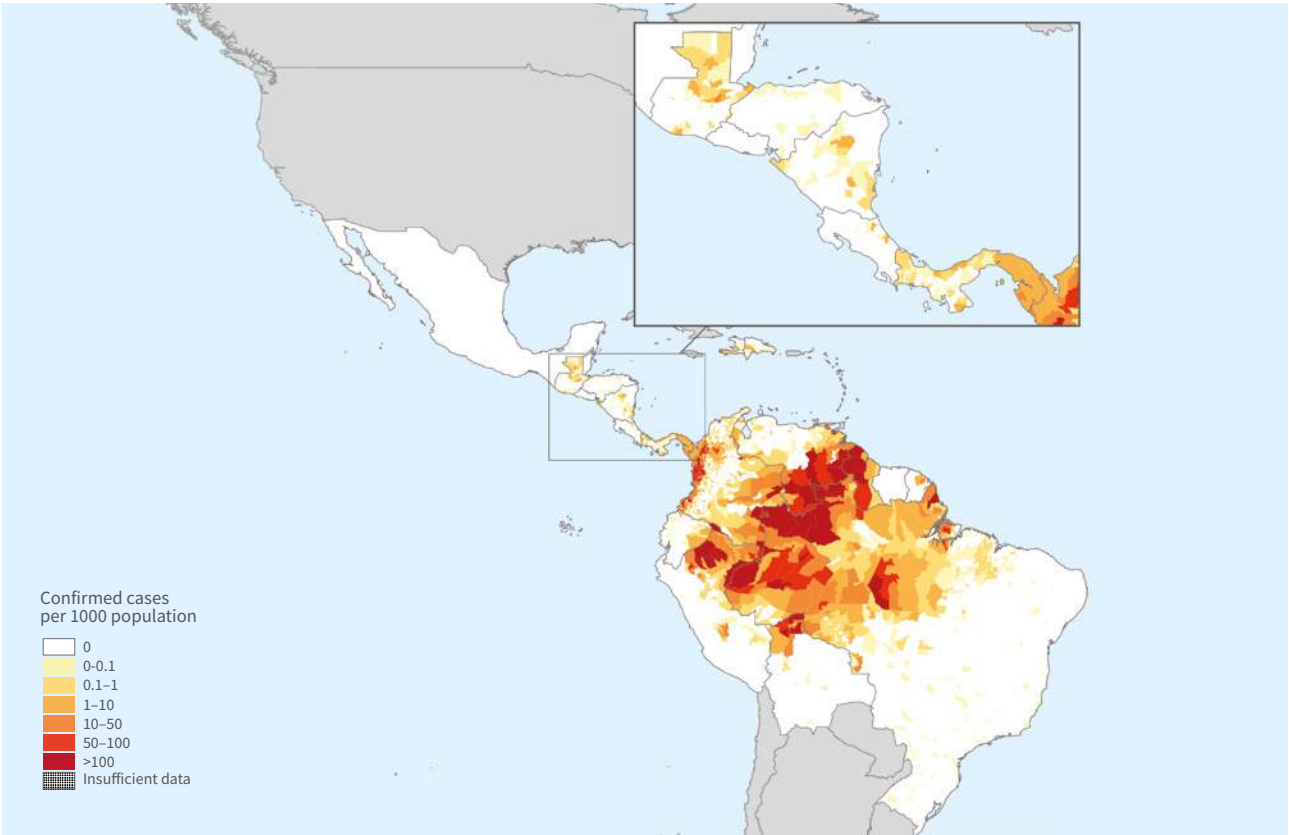 Confirmed cases
per 1000 population
0
0-0.1
0.1–1
1–10
10–50
50–100
>100
Insufficient data